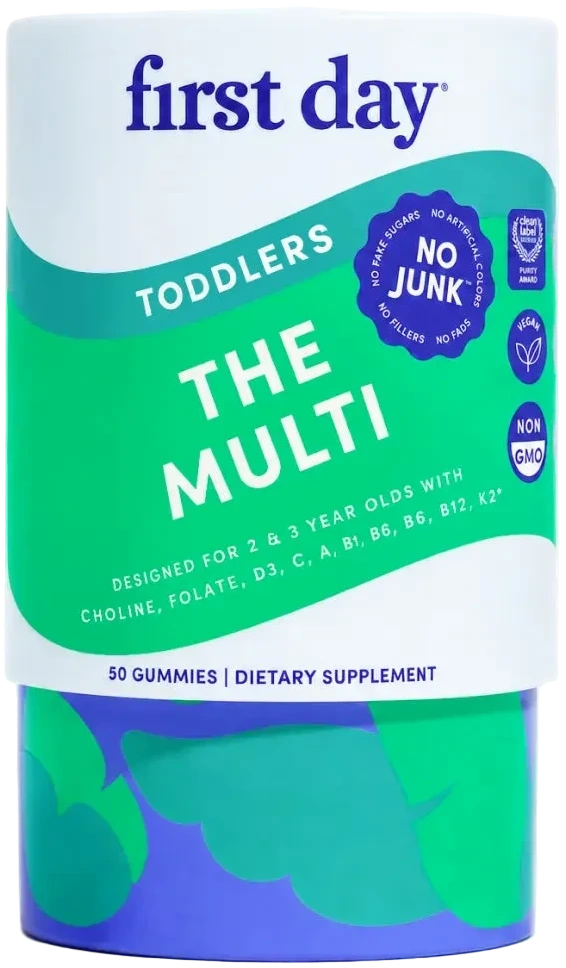 first day®
TODDLERS
NO FAKE SUGARS NO ARTIFICIAL COLORS
NO
JUNK™
NO FILLERS NO FADS
clean
label
PURITY
AWARD
VEGAN
NON
GMO
THE
MULTI
DESIGNED FOR 2 & 3 YEAR OLDS WITH
CHOLINE, FOLATE, D3, C, A, B1, B6, B6, B12, K2*
50 GUMMIES | DIETARY SUPPLEMENT